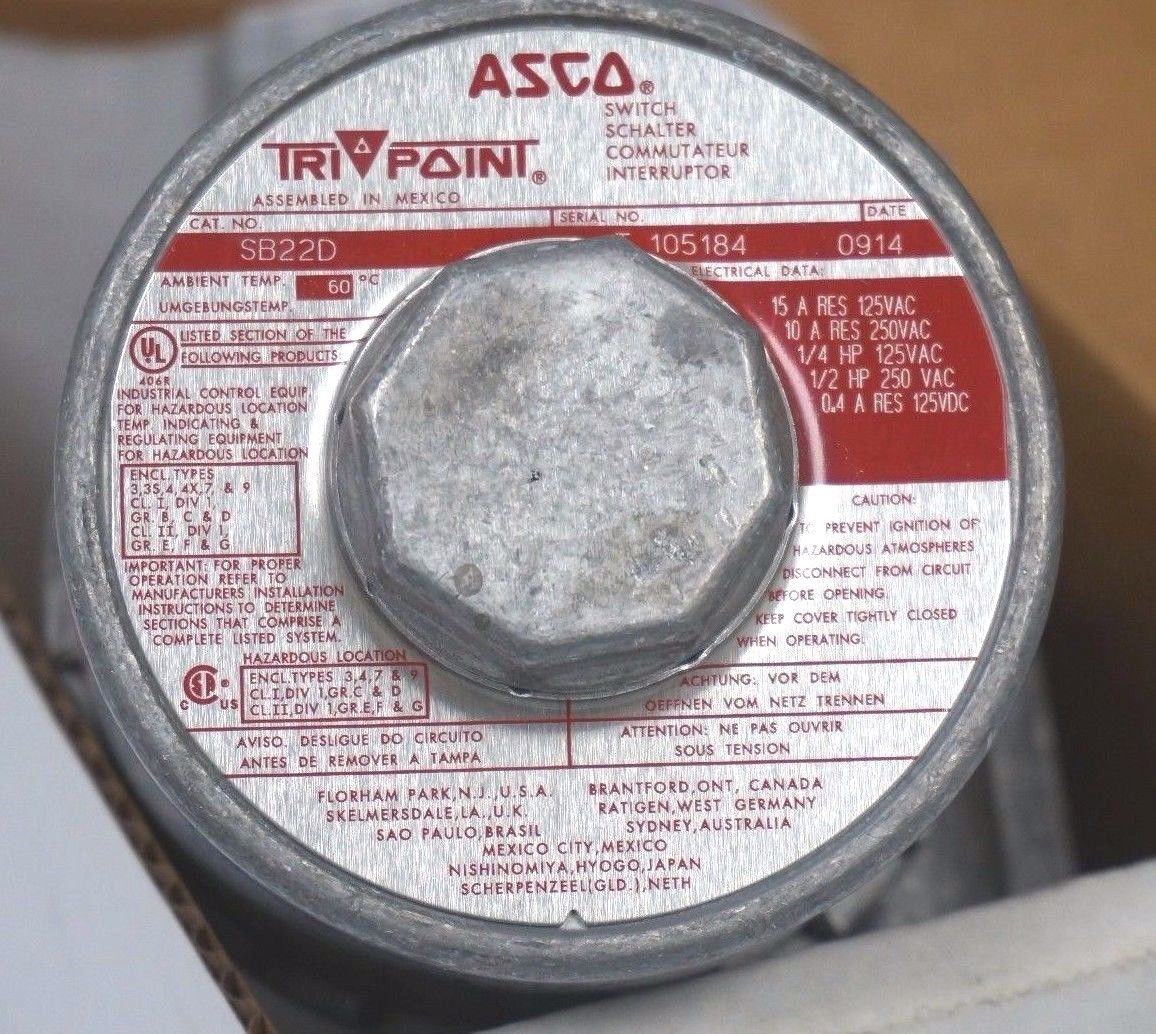 ASCO®
SWITCH
SCHALTER
COMMUTATEUR
INTERRUPTOR
TRI POINT®
ASSEMBLED IN MEXICO
CAT. NO.
SERIAL NO.
DATE
SB22D
105184
0914
AMBIENT TEMP.
60 °C
UMGEBUNGSTEMP.
ELECTRICAL DATA:
15 A RES 125VAC
10 A RES 250VAC
1/4 HP 125VAC
1/2 HP 250 VAC
0.4 A RES 125VDC
UL
LISTED SECTION OF THE
FOLLOWING PRODUCTS
406R
INDUSTRIAL CONTROL EQUIP
FOR HAZARDOUS LOCATION
TEMP. INDICATING &
REGULATING EQUIPMENT
FOR HAZARDOUS LOCATION
ENCL. TYPES
3,3S,4,4X,7, & 9
CL. I, DIV 1,
GR. B, C & D
CL. II, DIV 1,
GR. E, F & G
IMPORTANT: FOR PROPER
OPERATION REFER TO
MANUFACTURERS INSTALLATION
INSTRUCTIONS TO DETERMINE
SECTIONS THAT COMPRISE A
COMPLETE LISTED SYSTEM.
CAUTION:
TO PREVENT IGNITION OF
HAZARDOUS ATMOSPHERES
DISCONNECT FROM CIRCUIT
BEFORE OPENING.
KEEP COVER TIGHTLY CLOSED
WHEN OPERATING.
HAZARDOUS LOCATION
C US
ENCL.TYPES 3,4,7 & 9
CL.I,DIV 1,GR.C & D
CL.II,DIV 1,GR.E,F & G
ACHTUNG: VOR DEM
OEFFNEN VOM NETZ TRENNEN
AVISO. DESLIGUE DO CIRCUITO
ANTES DE REMOVER A TAMPA
ATTENTION: NE PAS OUVRIR
SOUS TENSION
FLORHAM PARK,N.J.,U.S.A.
SKELMERSDALE,LA.,U.K.
SAO PAULO,BRASIL
BRANTFORD,ONT, CANADA
RATIGEN,WEST GERMANY
SYDNEY,AUSTRALIA
MEXICO CITY,MEXICO
NISHINOMIYA,HYOGO,JAPAN
SCHERPENZEEL(GLD.),NETH